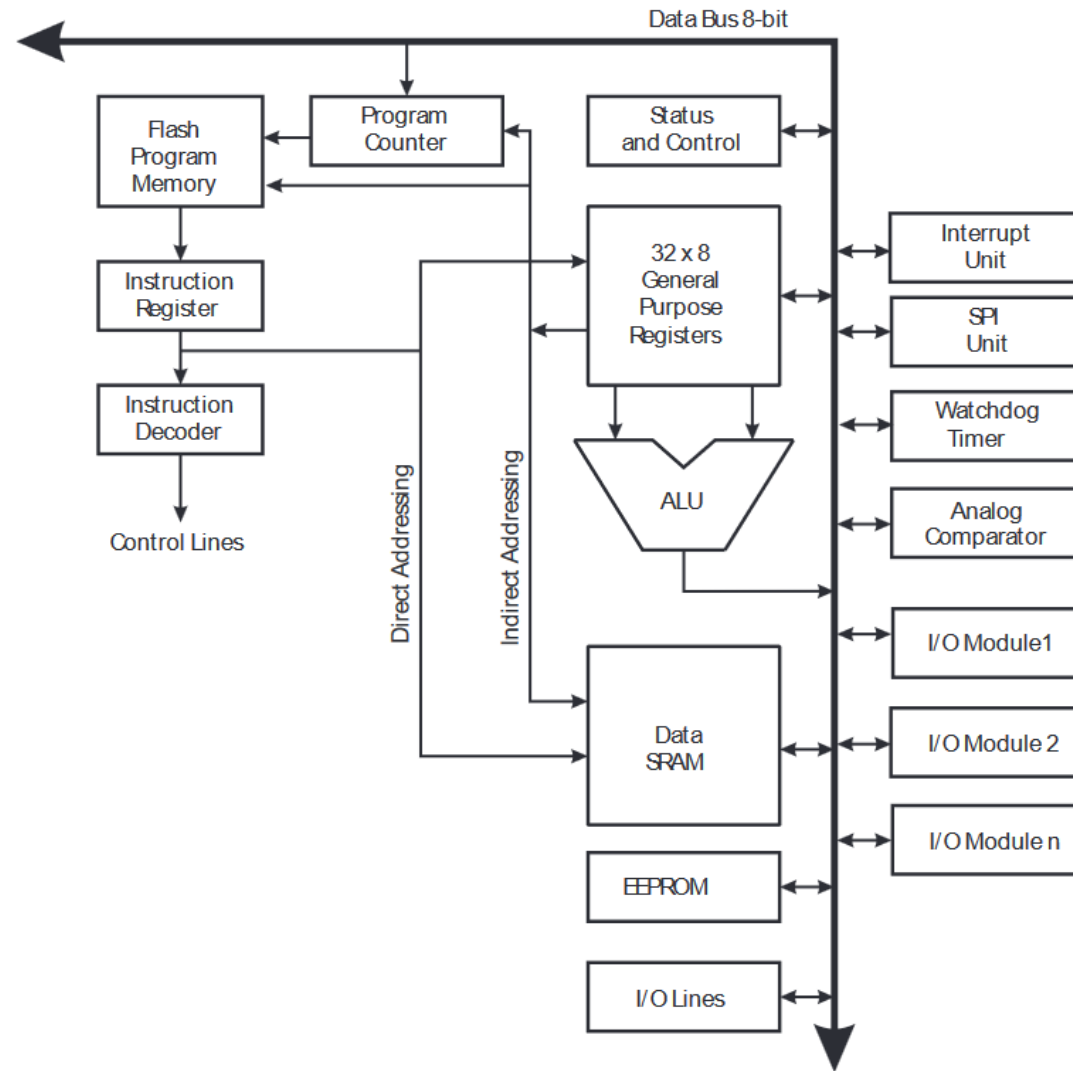 Data Bus 8-bit
Flash
Program
Memory
Program
Counter
Status
and Control
32 x 8
General
Purpose
Registers
Interrupt
Unit
Instruction
Register
SPI
Unit
Instruction
Decoder
Watchdog
Timer
Control Lines
Direct Addressing
Indirect Addressing
ALU
Analog
Comparator
I/O Module1
Data
SRAM
I/O Module 2
I/O Module n
EEPROM
I/O Lines